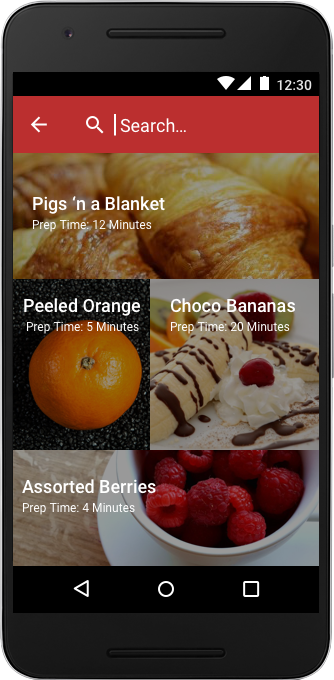 12:30
Search...
Pigs ‘n a Blanket
Prep Time: 12 Minutes
Peeled Orange
Prep Time: 5 Minutes
Choco Bananas
Prep Time: 20 Minutes
Assorted Berries
Prep Time: 4 Minutes